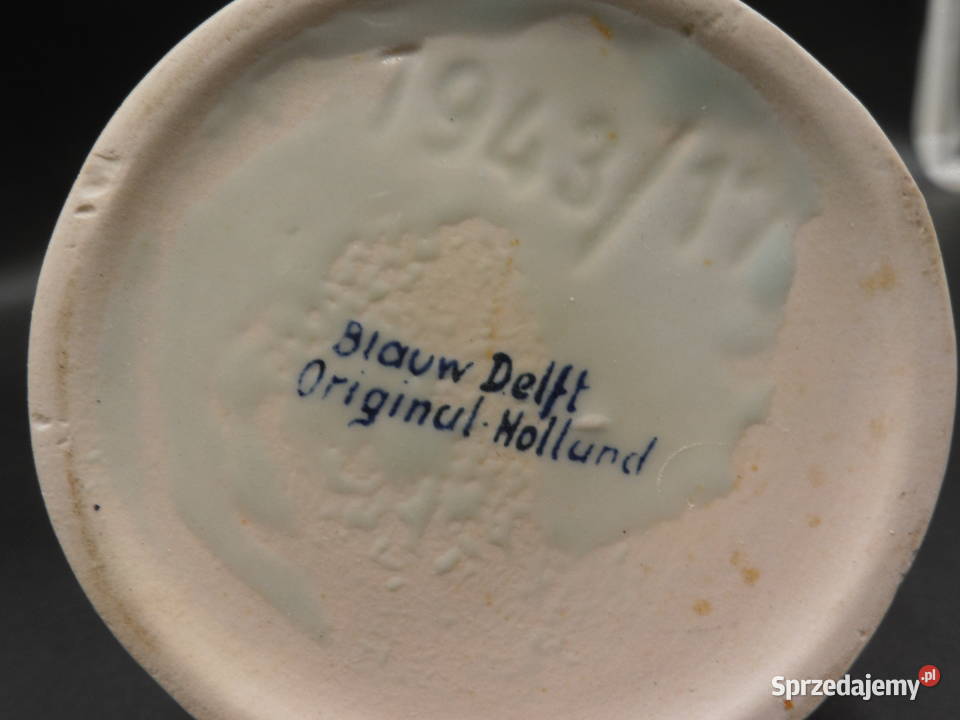 1943/11
Blauw Delft
Original-Holland
Sprzedajemy.pl